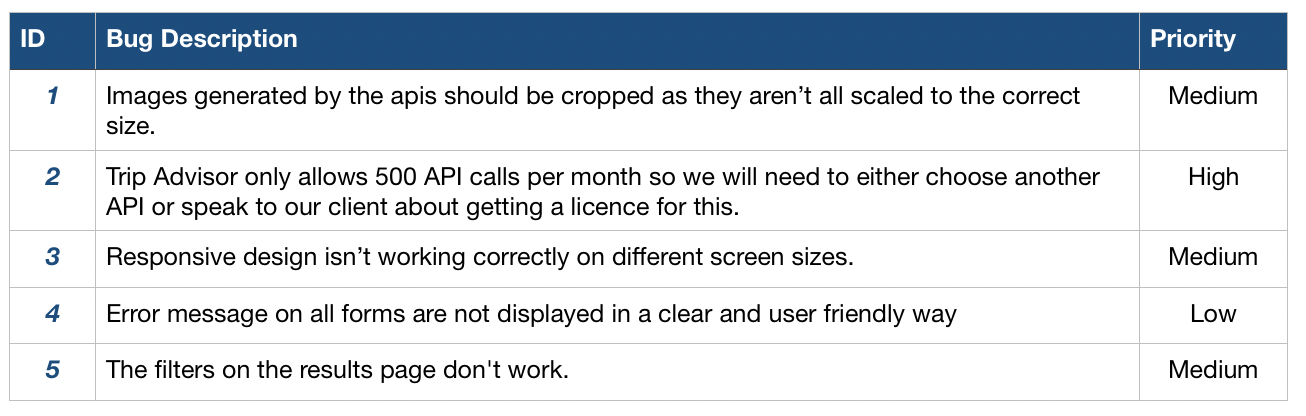 ID Bug Description Priority
1 Images generated by the apis should be cropped as they aren’t all scaled to the correct Medium
size.
2 Trip Advisor only allows 500 API calls per month so we will need to either choose another High
API or speak to our client about getting a licence for this.
3 Responsive design isn’t working correctly on different screen sizes. Medium
4 Error message on all forms are not displayed in a clear and user friendly way Low
5 The filters on the results page don't work. Medium